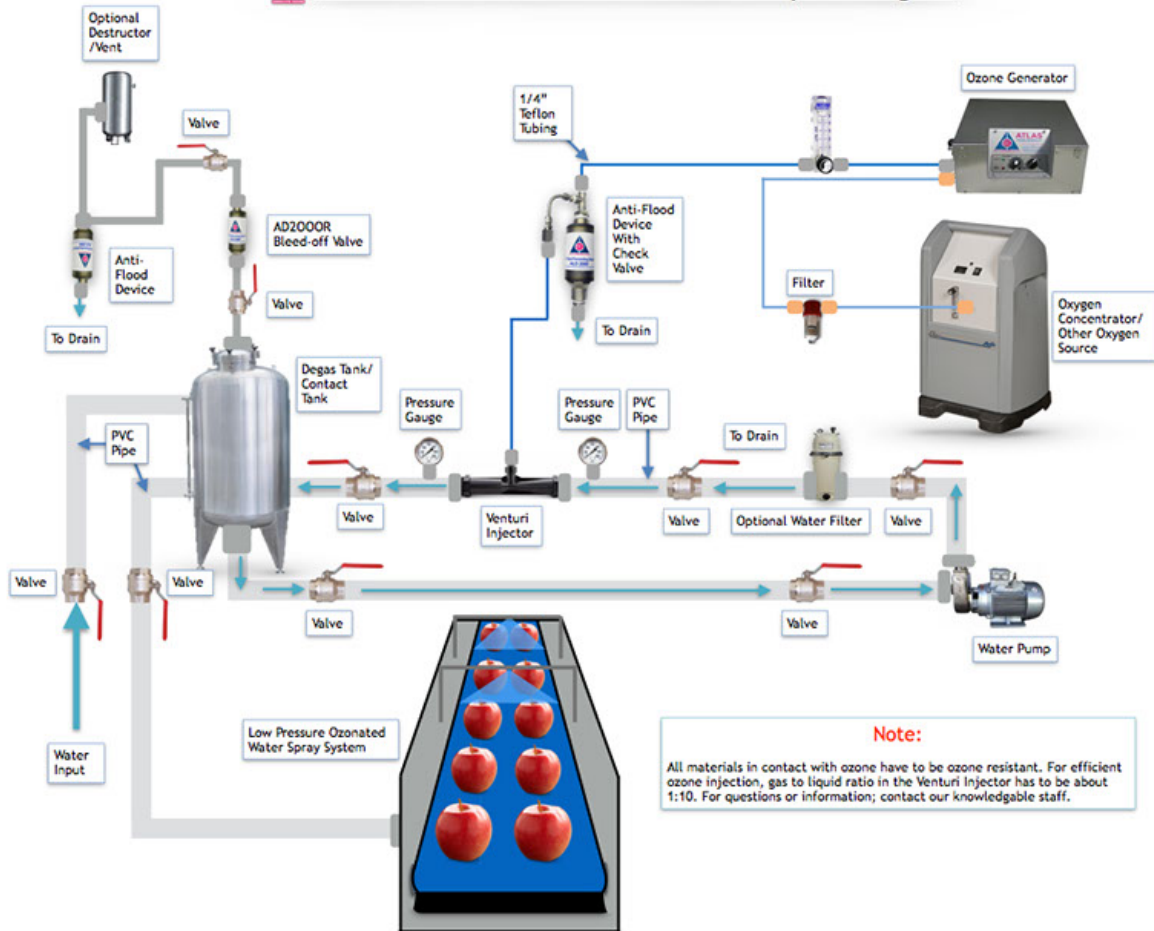 Optional
Destructor
/Vent
Valve
1/4"
Teflon
Tubing
Ozone Generator
ATLAS
AD2000R
Bleed-off Valve
Anti-Flood
Device
With
Check
Valve
Anti-
Flood
Device
Valve
Filter
Oxygen
Concentrator/
Other Oxygen
Source
To Drain
To Drain
Degas Tank/
Contact
Tank
Pressure
Gauge
Pressure
Gauge
PVC
Pipe
To Drain
PVC
Pipe
Valve
Venturi
Injector
Valve
Optional Water Filter
Valve
Valve
Valve
Valve
Valve
Water Pump
Low Pressure Ozonated
Water Spray System
Water
Input
Note:
All materials in contact with ozone have to be ozone resistant. For efficient
ozone injection, gas to liquid ratio in the Venturi Injector has to be about
1:10. For questions or information; contact our knowledgable staff.